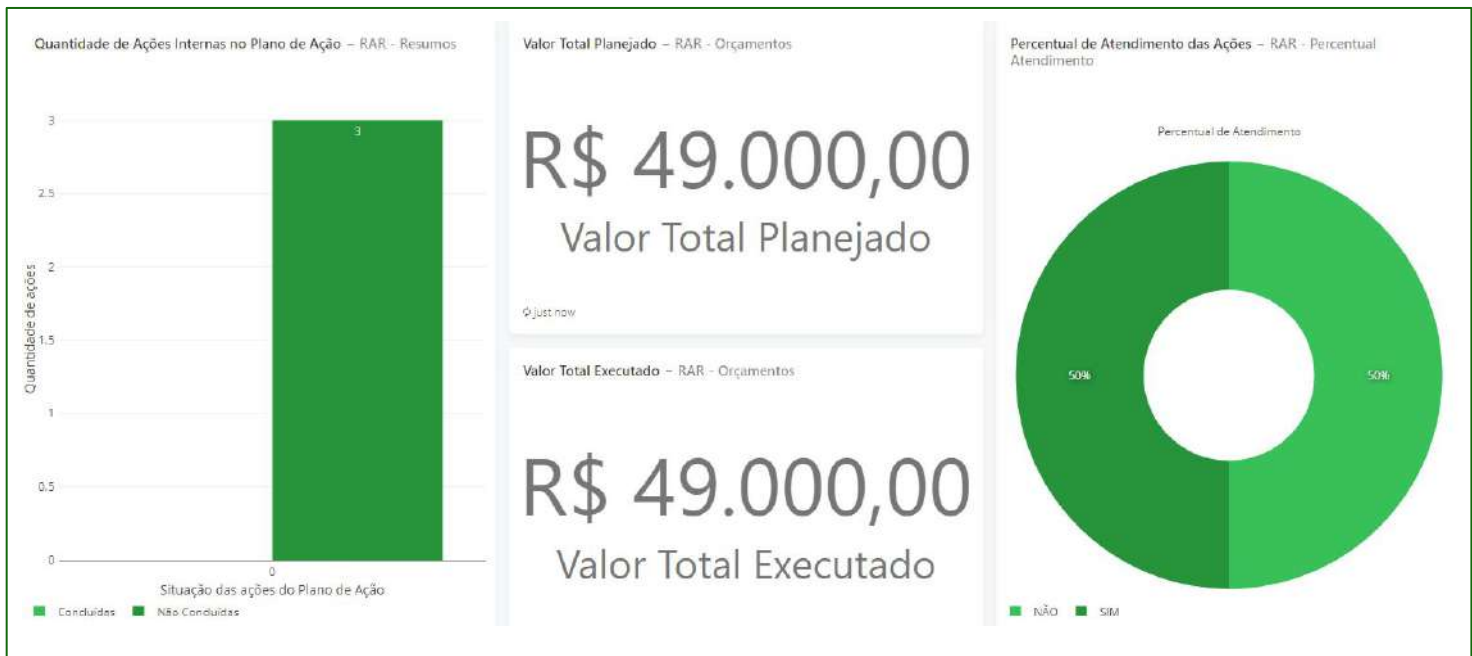 Quantidade de Ações Internas no Plano de Ação – RAR - Resumos
3
3
2.5
2
1.5
1
0.5
0
Quantidade de ações
0
Situação das ações do Plano de Ação
Concluídas Não Concluídas
Valor Total Planejado – RAR - Orçamentos
R$ 49.000,00
Valor Total Planejado
just now
Valor Total Executado – RAR - Orçamentos
R$ 49.000,00
Valor Total Executado
Percentual de Atendimento das Ações – RAR - Percentual
Atendimento
Percentual de Atendimento
50% 50%
NÃO SIM